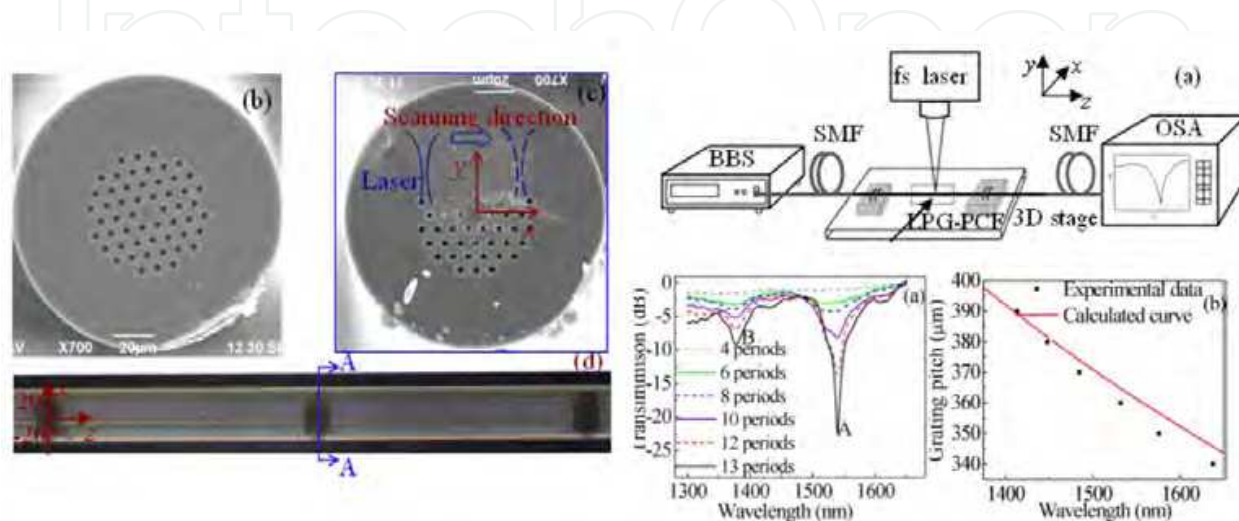 (b)
V X700 20μm 12 30 SE
(c)
20μm X700
Scanning direction
Laser
y
(a)
fs laser
y
x
z
SMF
SMF
OSA
BBS
LPG-PCF
3D stage
A
(d)
A
(a)
Transmission (dB)
0
-5
-10
-15
-20
-25
B
4 periods
6 periods
8 periods
10 periods
12 periods
13 periods
A
1300 1400 1500 1600
Wavelength (nm)
(b)
Grating pitch (μm)
400
390
380
370
360
350
340
Experimental data
Calculated curve
1400 1500 1600
Wavelength (nm)